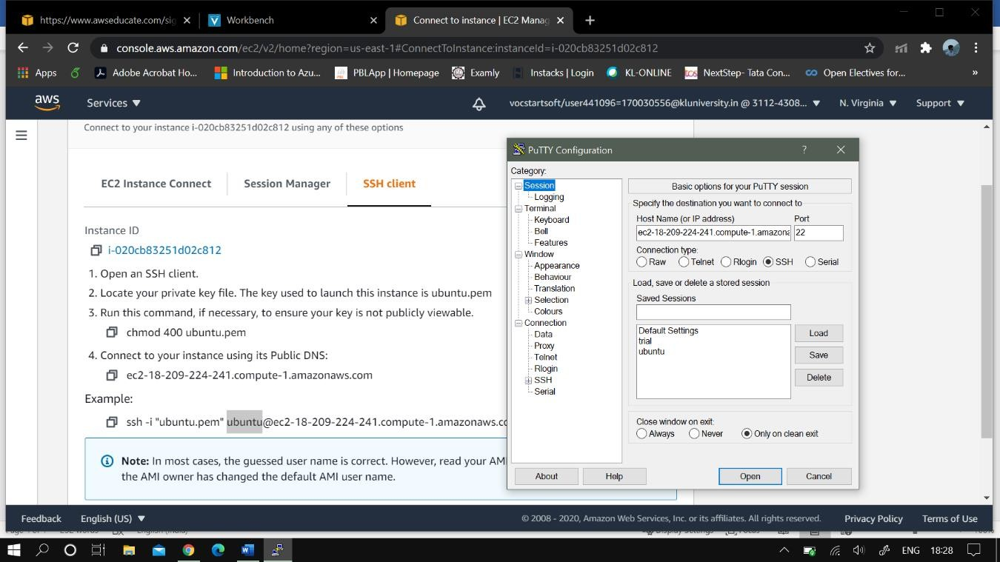 https://www.awseducate.com/sig
Workbench
Connect to instance | EC2 Manag
console.aws.amazon.com/ec2/v2/home?region=us-east-1#ConnectToInstance:instanceId=i-020cb83251d02c812
Apps
Adobe Acrobat Ho...
Introduction to Azu...
PBLApp | Homepage
Examly
Instacks | Login
KL-ONLINE
NextStep- Tata Con...
Open Electives for...
»
aws
Services
vocstartsoft/user441096=170030556@kluniversity.in @ 3112-4308...
N. Virginia
Support
Connect to your instance i-020cb83251d02c812 using any of these options
EC2 Instance Connect
Session Manager
SSH client
Instance ID
i-020cb83251d02c812
1. Open an SSH client.
2. Locate your private key file. The key used to launch this instance is ubuntu.pem
3. Run this command, if necessary, to ensure your key is not publicly viewable.
chmod 400 ubuntu.pem
4. Connect to your instance using its Public DNS:
ec2-18-209-224-241.compute-1.amazonaws.com
Example:
ssh -i "ubuntu.pem" ubuntu@ec2-18-209-224-241.compute-1.amazonaws.co
Note: In most cases, the guessed user name is correct. However, read your AMI
the AMI owner has changed the default AMI user name.
PuTTY Configuration
?
Category:
Session
Logging
Terminal
Keyboard
Bell
Features
Window
Appearance
Behaviour
Translation
Selection
Colours
Connection
Data
Proxy
Telnet
Rlogin
SSH
Serial
Basic options for your PuTTY session
Specify the destination you want to connect to
Host Name (or IP address)
Port
ec2-18-209-224-241.compute-1.amazona
22
Connection type:
Raw
Telnet
Rlogin
SSH
Serial
Load, save or delete a stored session
Saved Sessions
Default Settings
trial
ubuntu
Load
Save
Delete
Close window on exit:
Always
Never
Only on clean exit
About
Help
Open
Cancel
Feedback
English (US)
© 2008 - 2020, Amazon Web Services, Inc. or its affiliates. All rights reserved.
Privacy Policy
Terms of Use
ENG
18:28